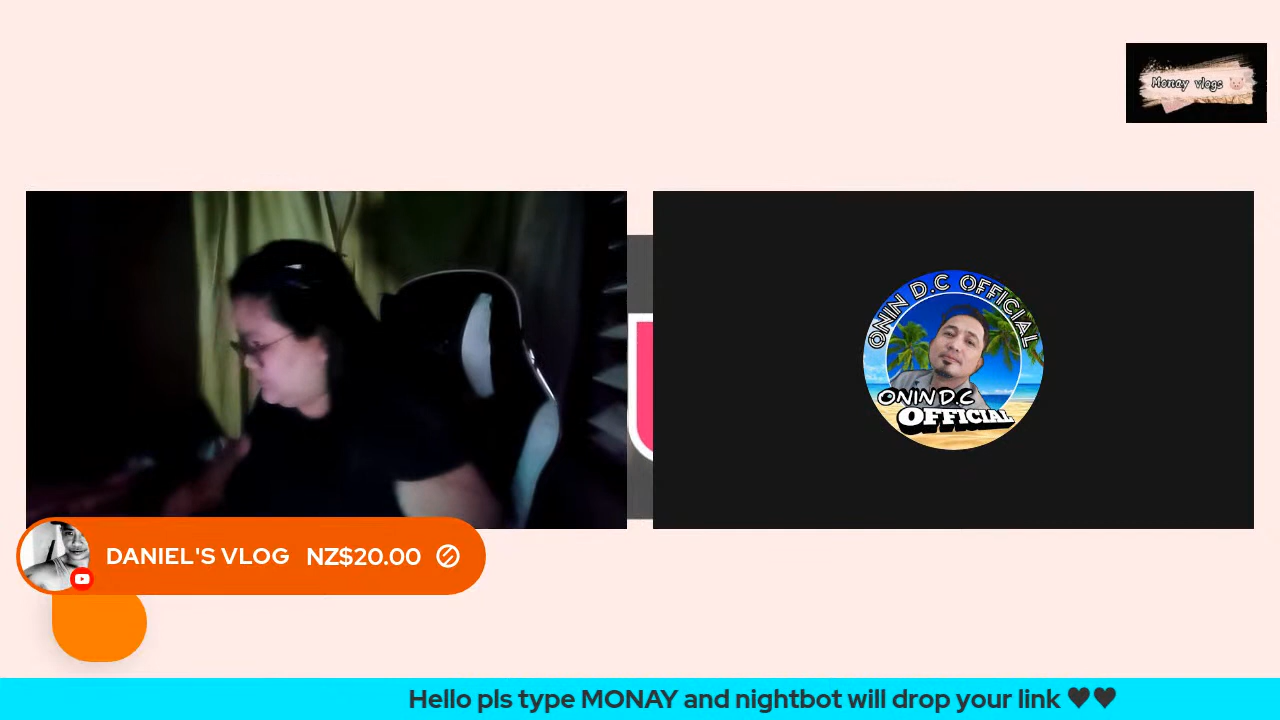 Monay vlogs
ONIN D.C OFFICIAL
ONIN D.C
OFFICIAL
DANIEL'S VLOG NZ$20.00
Hello pls type MONAY and nightbot will drop your link ♥♥